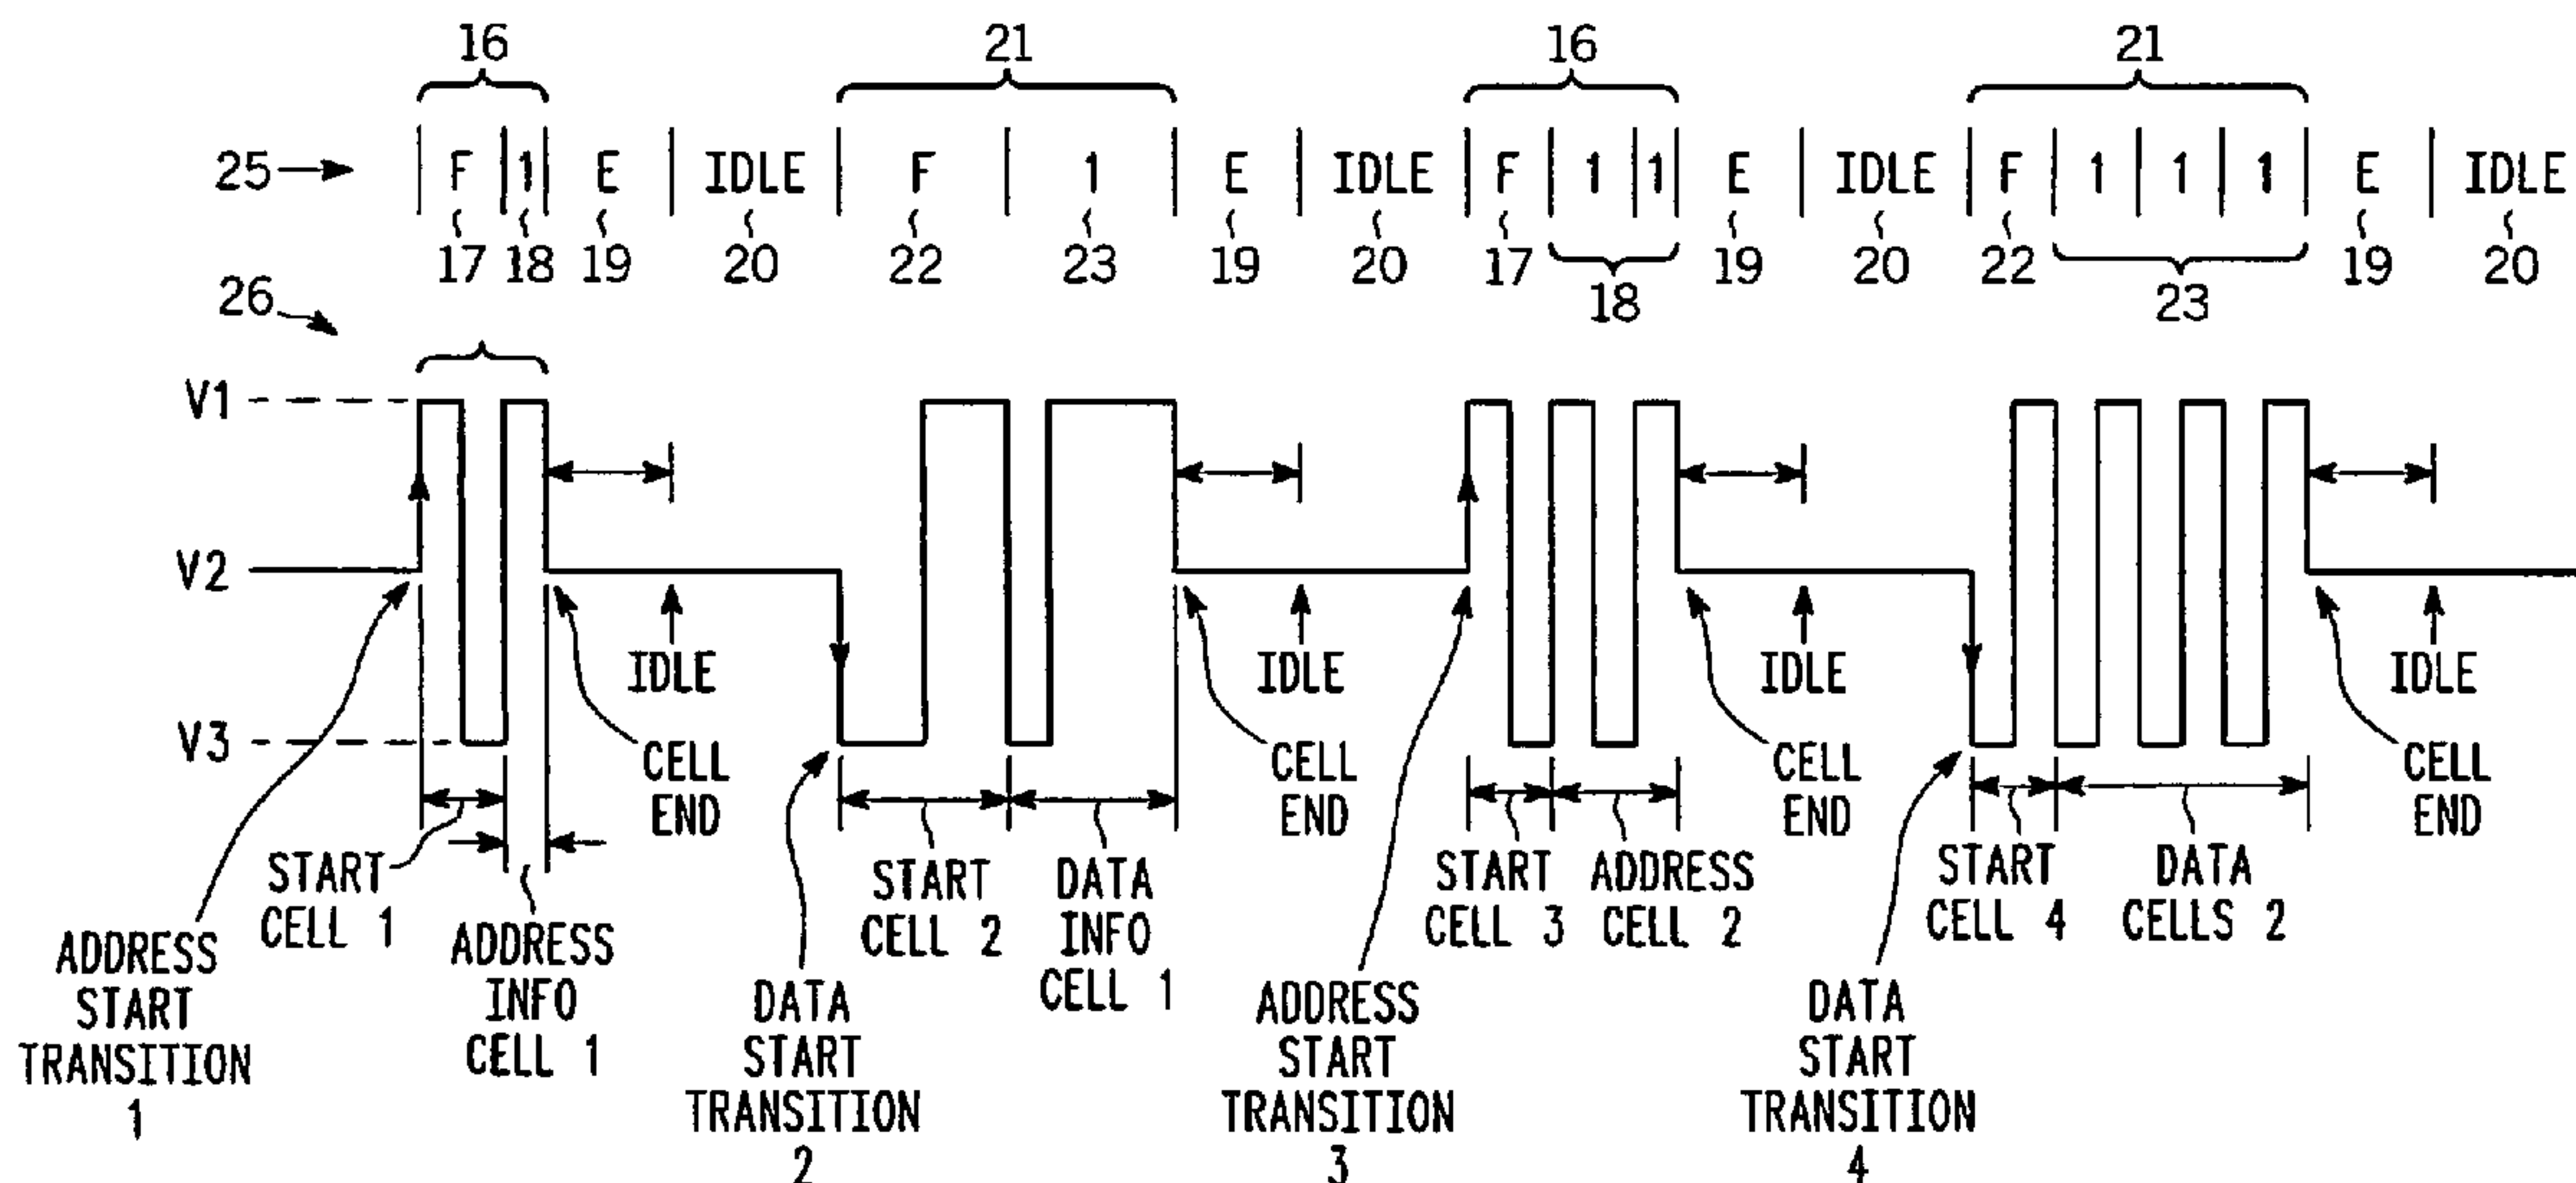 16 21 16 21
25 F 1 E IDLE F 1 E IDLE F 1 1 E IDLE F 1 1 1 E IDLE
17 18 19 20 22 23 19 20 17 19 20 22 19 20
18 23
26
V1
V2
V3
IDLE IDLE IDLE IDLE
CELL END
CELL END
CELL END
CELL END
START
CELL 1
ADDRESS
INFO
CELL 1
START
CELL 2
DATA
INFO
CELL 1
START
CELL 3
ADDRESS
CELL 2
START
CELL 4
DATA
CELLS 2
ADDRESS
START
TRANSITION
1
DATA
START
TRANSITION
2
ADDRESS
START
TRANSITION
3
DATA
START
TRANSITION
4